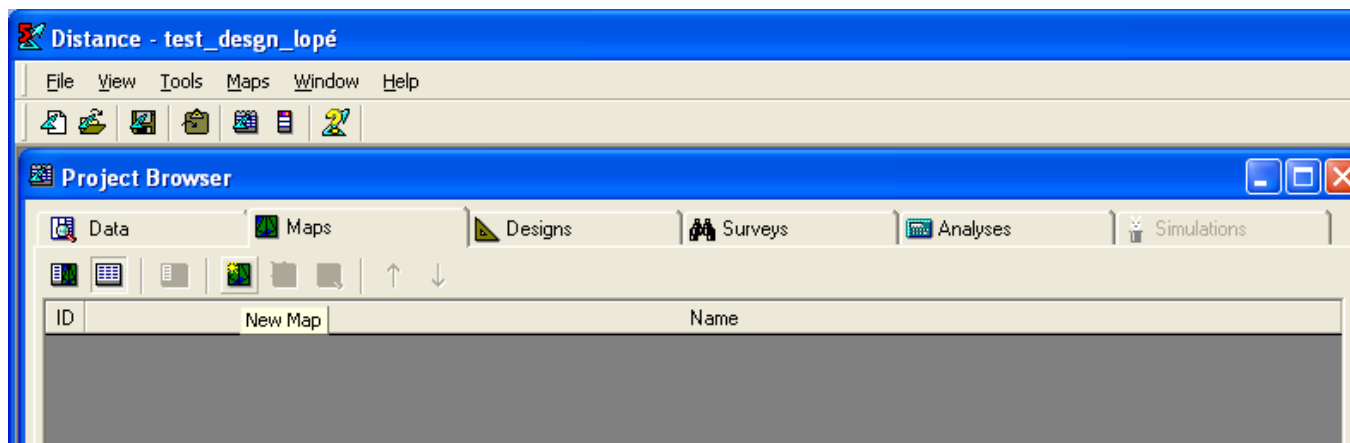 Distance - test_desgn_lopé
File View Tools Maps Window Help
Project Browser
Data Maps Designs Surveys Analyses Simulations
ID Name
New Map